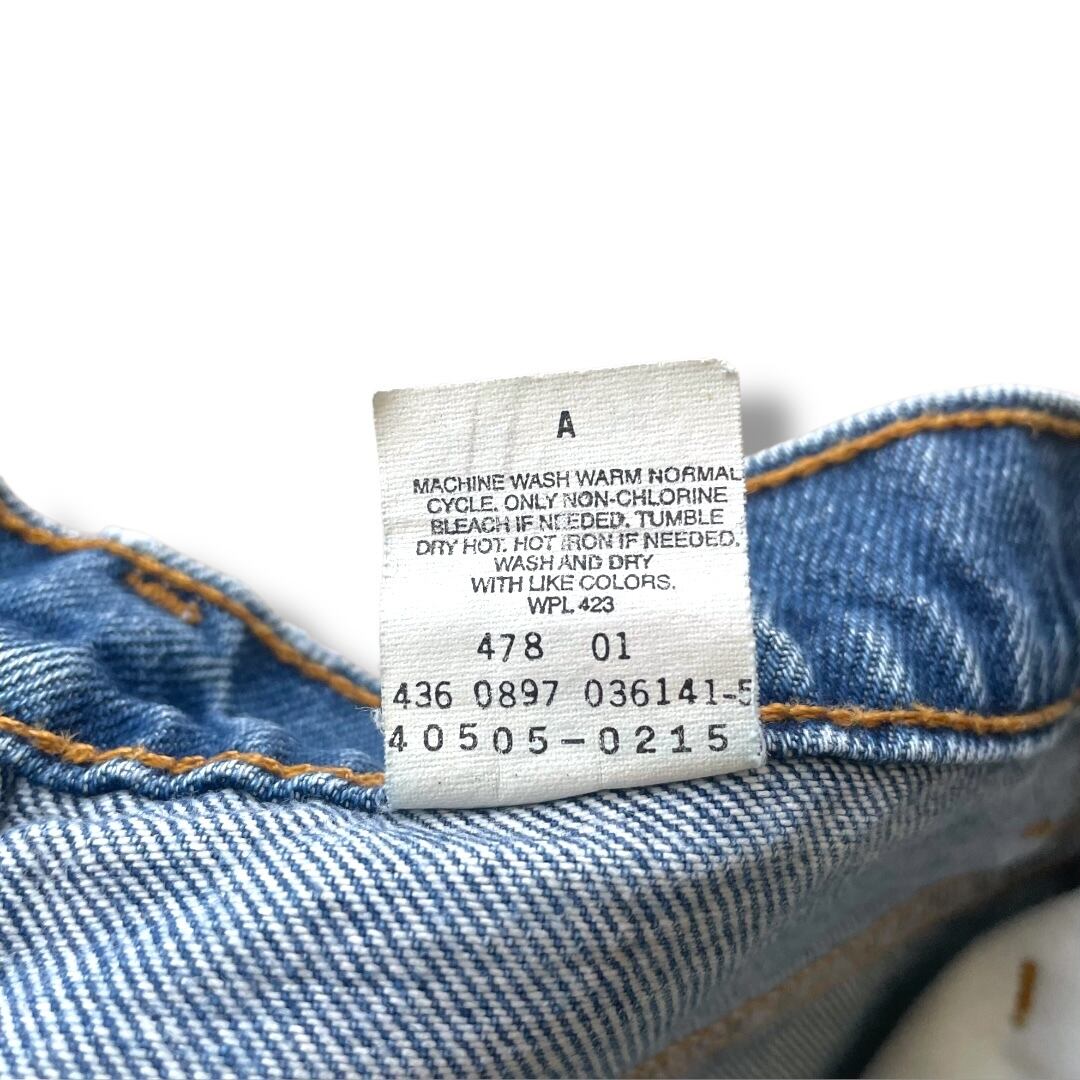 A
MACHINE WASH WARM NORMAL
CYCLE. ONLY NON-CHLORINE
BLEACH IF NEEDED. TUMBLE
DRY HOT. HOT IRON IF NEEDED.
WASH AND DRY
WITH LIKE COLORS.
WPL 423
478 01
436 0897 036141-5
40505-0215